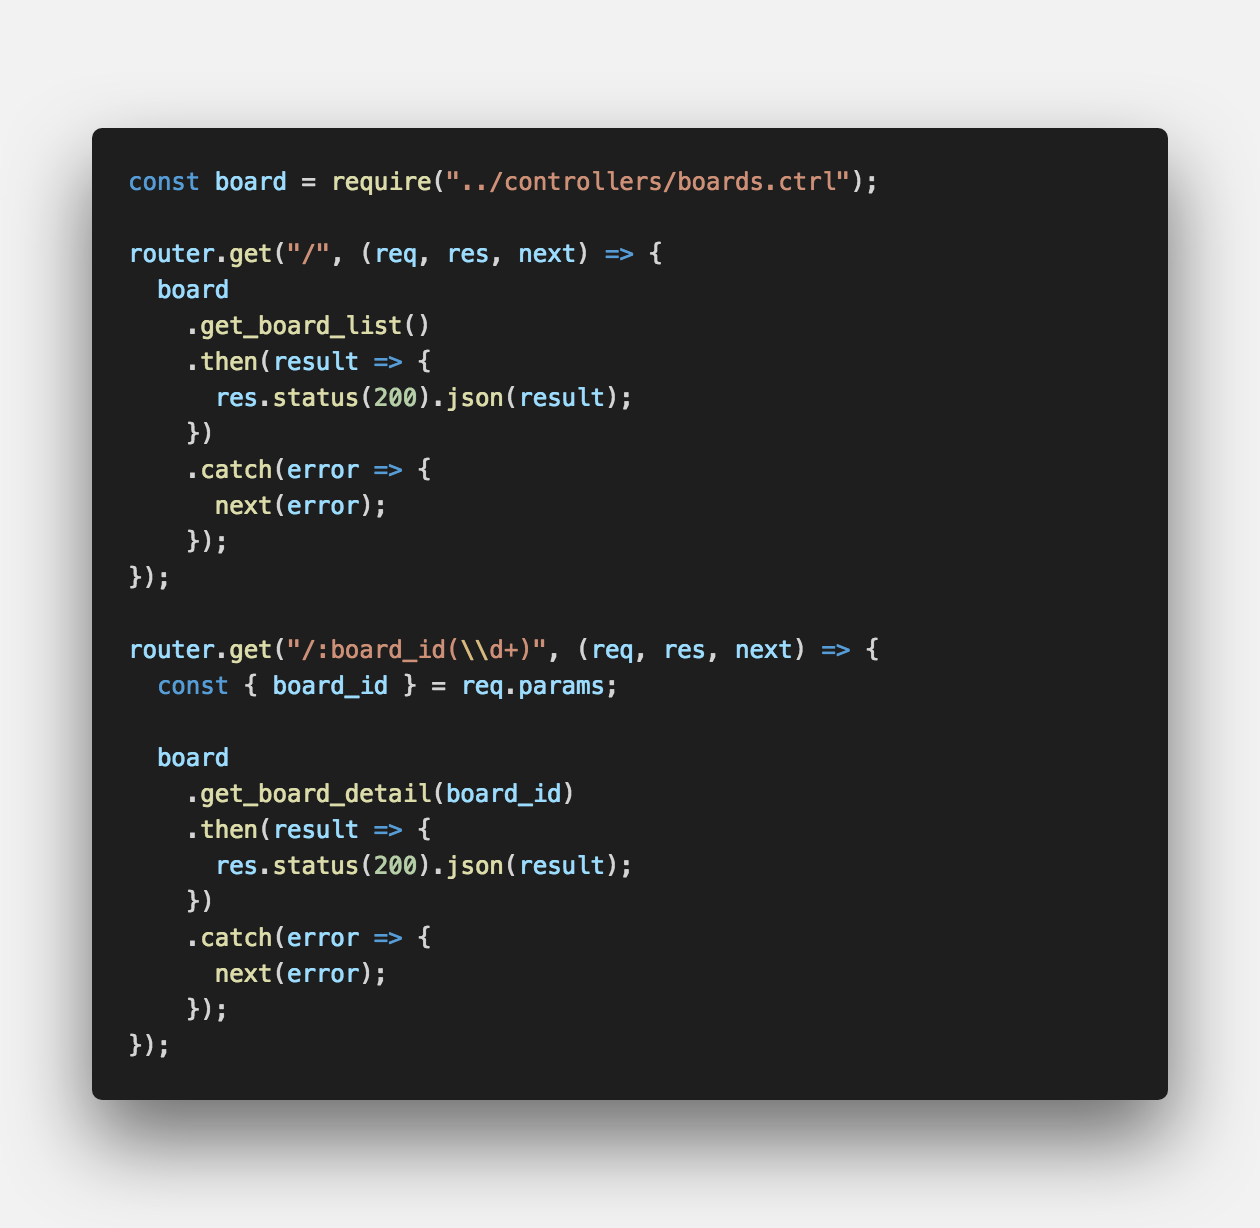 const board = require("../controllers/boards.ctrl");

router.get("/", (req, res, next) => {
  board
    .get_board_list()
    .then(result => {
      res.status(200).json(result);
    })
    .catch(error => {
      next(error);
    });
});

router.get("/:board_id(\\d+)", (req, res, next) => {
  const { board_id } = req.params;

  board
    .get_board_detail(board_id)
    .then(result => {
      res.status(200).json(result);
    })
    .catch(error => {
      next(error);
    });
});